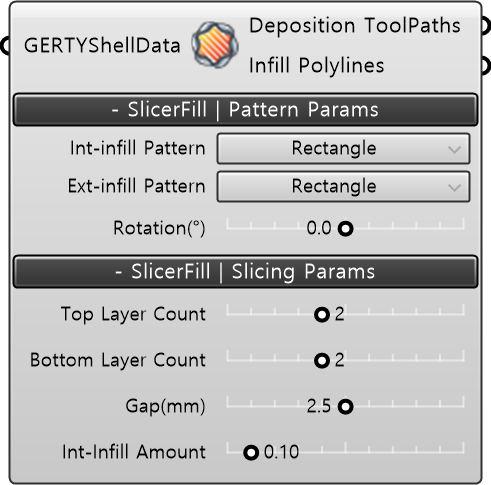 GERTYShellData
Deposition ToolPaths
Infill Polylines
- SlicerFill | Pattern Params
Int-infill Pattern Rectangle
Ext-infill Pattern Rectangle
Rotation(°) 0.0
- SlicerFill | Slicing Params
Top Layer Count 2
Bottom Layer Count 2
Gap(mm) 2.5
Int-Infill Amount 0.10